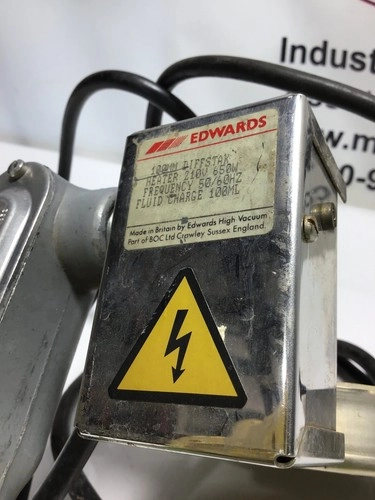 EDWARDS
100MM DIFFSTAK
HEATER 210V 650W
FREQUENCY 50/60HZ
FLUID CHARGE 100ML
Made in Britain by Edwards High Vacuum
Part of BOC Ltd Crawley Sussex England.
Indust